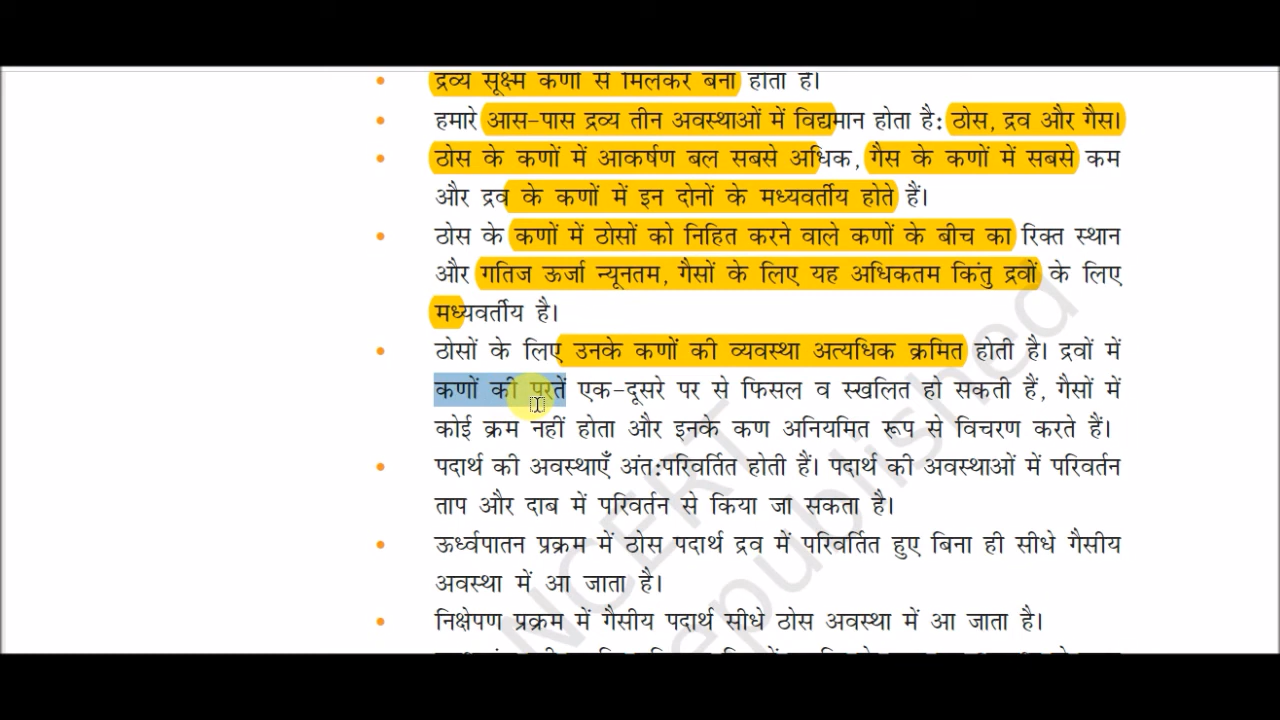 द्रव्य सूक्ष्म कणों से मिलकर बना होता है।
हमारे आस-पास द्रव्य तीन अवस्थाओं में विद्यमान होता है: ठोस, द्रव और गैस।
ठोस के कणों में आकर्षण बल सबसे अधिक, गैस के कणों में सबसे कम
और द्रव के कणों में इन दोनों के मध्यवर्तीय होते हैं।
ठोस के कणों में ठोसों को निहित करने वाले कणों के बीच का रिक्त स्थान
और गतिज ऊर्जा न्यूनतम, गैसों के लिए यह अधिकतम किंतु द्रवों के लिए
मध्यवर्तीय है।
ठोसों के लिए उनके कणों की व्यवस्था अत्यधिक क्रमित होती है। द्रवों में
कणों की परतें एक-दूसरे पर से फिसल व स्खलित हो सकती हैं, गैसों में
कोई क्रम नहीं होता और इनके कण अनियमित रूप से विचरण करते हैं।
पदार्थ की अवस्थाएँ अंत:परिवर्तित होती हैं। पदार्थ की अवस्थाओं में परिवर्तन
ताप और दाब में परिवर्तन से किया जा सकता है।
ऊर्ध्वपातन प्रक्रम में ठोस पदार्थ द्रव में परिवर्तित हुए बिना ही सीधे गैसीय
अवस्था में आ जाता है।
निक्षेपण प्रक्रम में गैसीय पदार्थ सीधे ठोस अवस्था में आ जाता है।
NCERT
republished